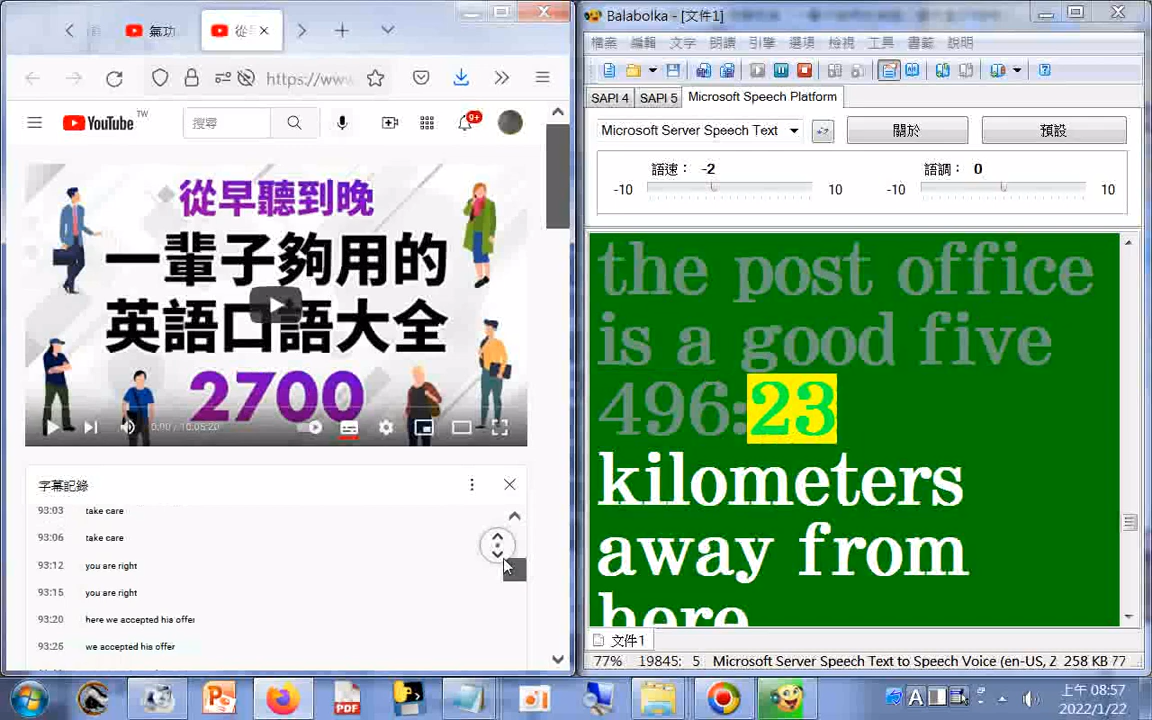 氣功
從
https://www.
YouTube TW
搜尋
9+
從早聽到晚
一輩子夠用的
英語口語大全
2700
0:00 / 10:05:20
字幕記錄
93:03 take care
93:06 take care
93:12 you are right
93:15 you are right
93:20 here we accepted his offer
93:25 we accepted his offer
Balabolka - [文件1]
檔案 編輯 文字 朗讀 引擎 選項 檢視 工具 書籤 說明
SAPI 4 SAPI 5 Microsoft Speech Platform
Microsoft Server Speech Text 關於 預設
語速: -2 語調: 0
-10 10 -10 10
the post office
is a good five
496:23
kilometers
away from
here
文件1
77% 19845: 5 Microsoft Server Speech Text to Speech Voice (en-US, Z 258 KB 77
PDF
A
上午 08:57
2022/1/22